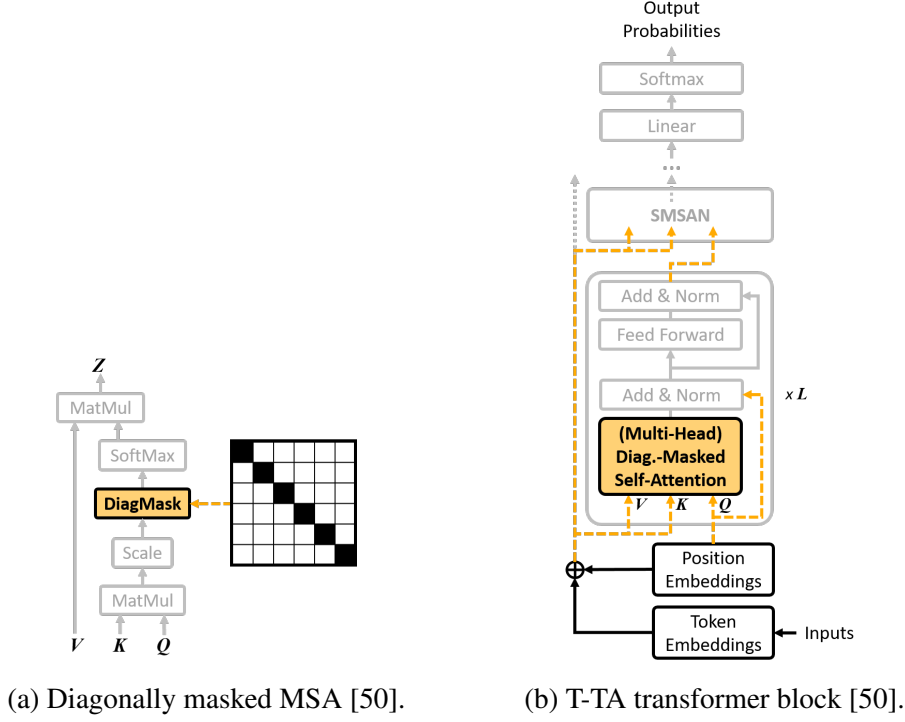 Z
MatMul
SoftMax
DiagMask
Scale
MatMul
V K Q
(a) Diagonally masked MSA [50].
Output
Probabilities
Softmax
Linear
...
SMSAN
Add & Norm
Feed Forward
Add & Norm
× L
(Multi-Head)
Diag.-Masked
Self-Attention
V K Q
Position
Embeddings
Token
Embeddings
Inputs
(b) T-TA transformer block [50].